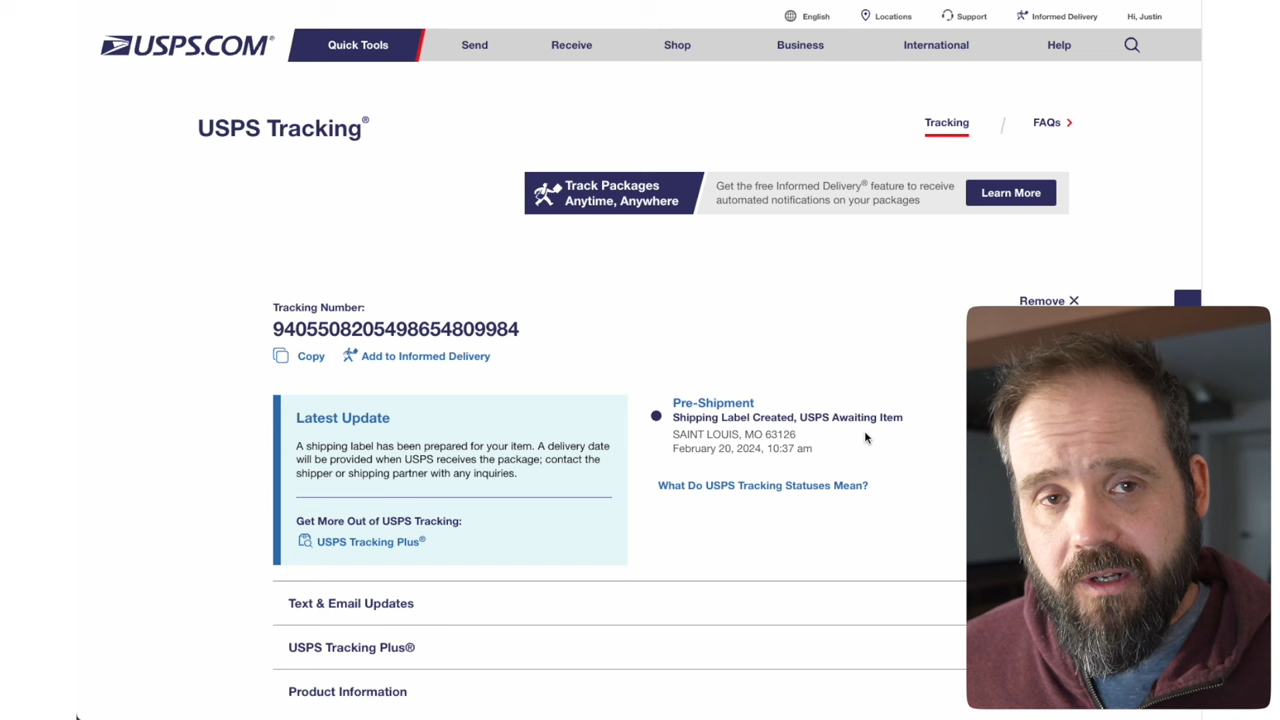 English
Locations
Support
Informed Delivery
Hi, Justin
USPS.COM®
Quick Tools
Send
Receive
Shop
Business
International
Help
USPS Tracking®
Tracking
FAQs
Track Packages
Anytime, Anywhere
Get the free Informed Delivery® feature to receive
automated notifications on your packages
Learn More
Tracking Number:
Remove
9405508205498654809984
Copy
Add to Informed Delivery
Latest Update
A shipping label has been prepared for your item. A delivery date
will be provided when USPS receives the package; contact the
shipper or shipping partner with any inquiries.
Get More Out of USPS Tracking:
USPS Tracking Plus®
Pre-Shipment
Shipping Label Created, USPS Awaiting Item
SAINT LOUIS, MO 63126
February 20, 2024, 10:37 am
What Do USPS Tracking Statuses Mean?
Text & Email Updates
USPS Tracking Plus®
Product Information